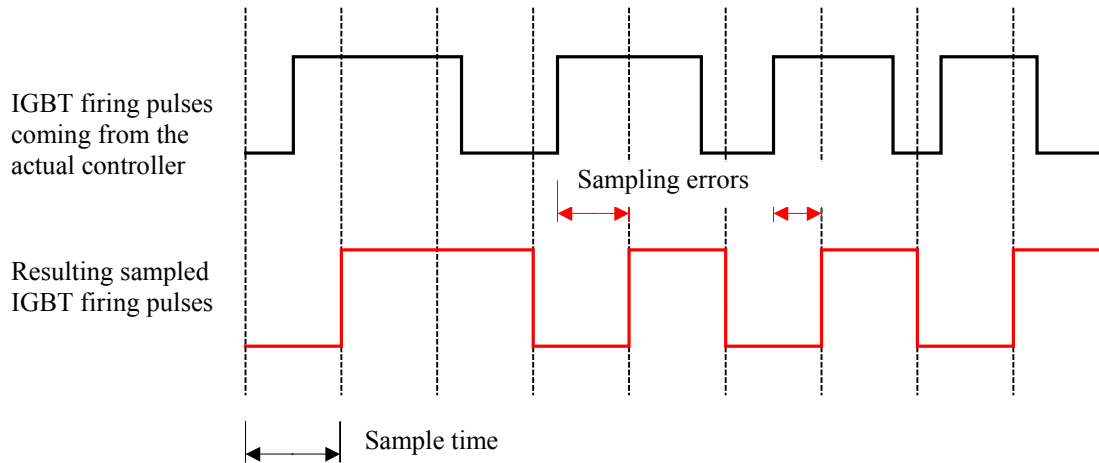 IGBT firing pulses
coming from the
actual controller
Sampling errors
Resulting sampled
IGBT firing pulses
Sample time